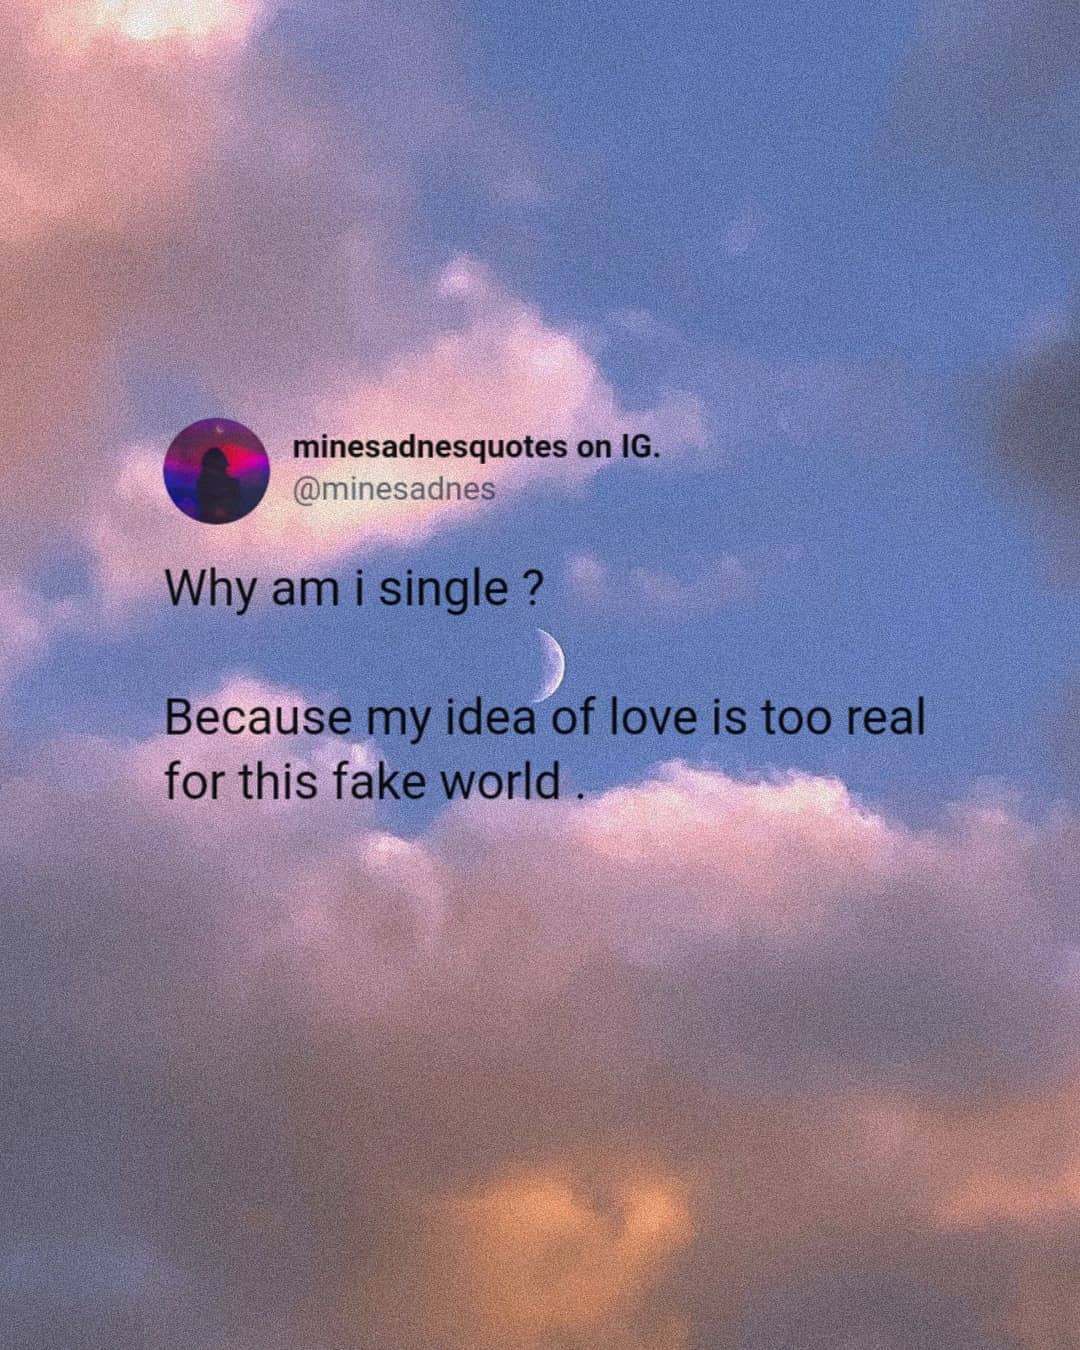 minesadnesquotes on IG.
@minesadnes
Why am i single ?
Because my idea of love is too real
for this fake world .